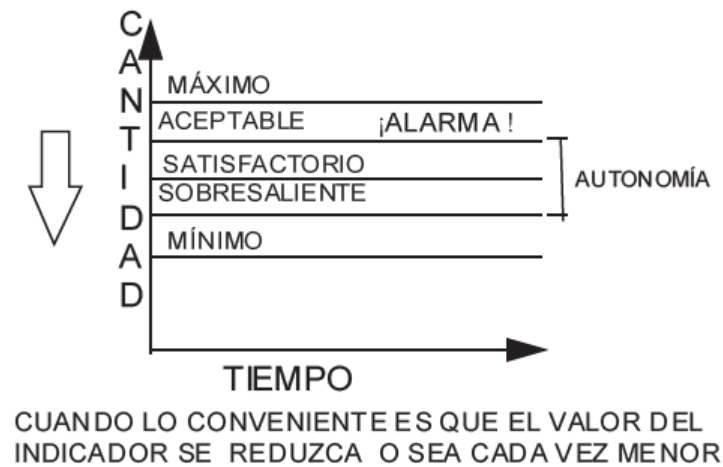 CANTIDAD
MÁXIMO
ACEPTABLE ¡ALARMA !
SATISFACTORIO
AUTONOMÍA
SOBRESALIENTE
MÍNIMO
TIEMPO
CUANDO LO CONVENIENTE ES QUE EL VALOR DEL
INDICADOR SE REDUZCA O SEA CADA VEZ MENOR